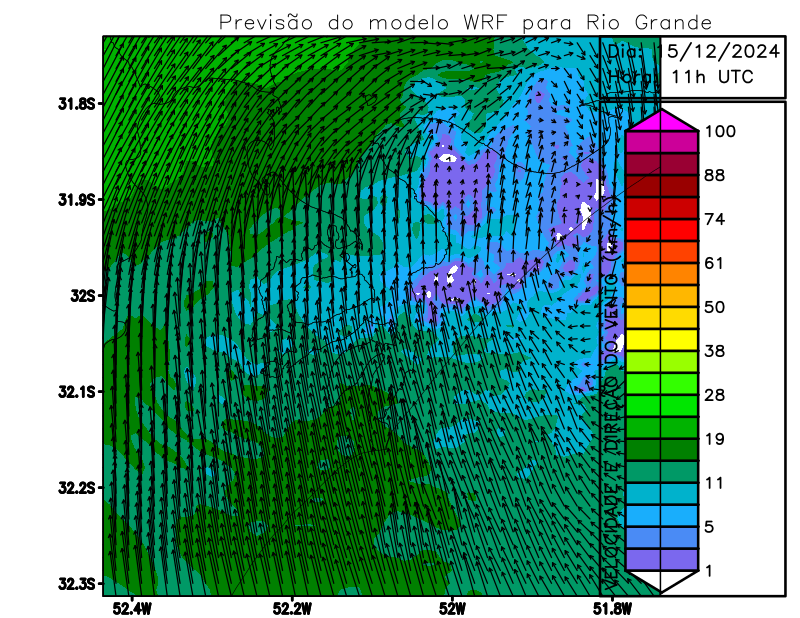 Previsão do modelo WRF para Rio Grande
Dia: 15/12/2024
Hora: 11h UTC
31.8S
31.9S
32S
32.1S
32.2S
32.3S
52.4W
52.2W
52W
51.8W
VELOCIDADE E DIREÇÃO DO VENTO (km/h)
100
88
74
61
50
38
28
19
11
5
1